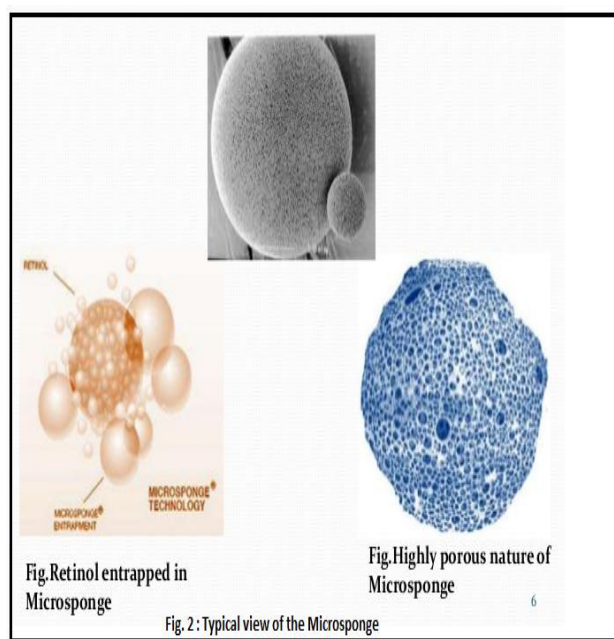 RETINOL
MICROSPONGE®
ENTRAPMENT
MICROSPONGE®
TECHNOLOGY
Fig.Retinol entrapped in
Microsponge
Fig.Highly porous nature of
Microsponge
6
Fig. 2 : Typical view of the Microsponge